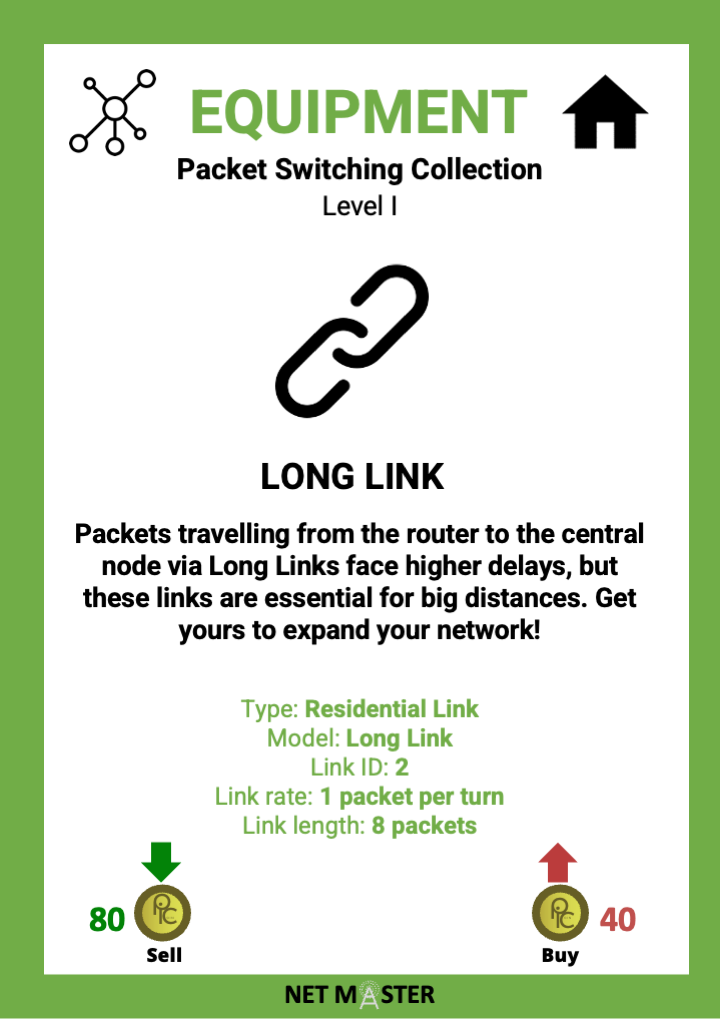 EQUIPMENT
Packet Switching Collection
Level I
LONG LINK
Packets travelling from the router to the central
node via Long Links face higher delays, but
these links are essential for big distances. Get
yours to expand your network!
Type: Residential Link
Model: Long Link
Link ID: 2
Link rate: 1 packet per turn
Link length: 8 packets
80
Sell
40
Buy
NET MASTER